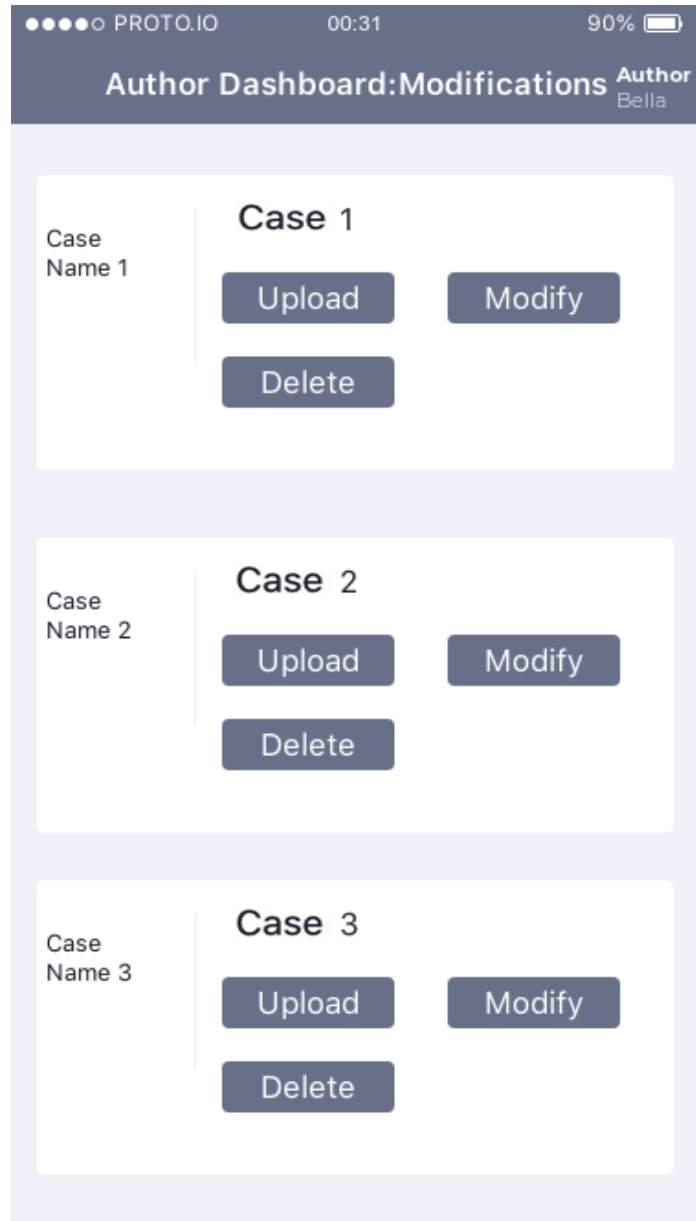 PROTO.IO 00:31 90%
Author Dashboard:Modifications Author
Bella
Case
Name 1
Case 1
Upload Modify
Delete
Case
Name 2
Case 2
Upload Modify
Delete
Case
Name 3
Case 3
Upload Modify
Delete